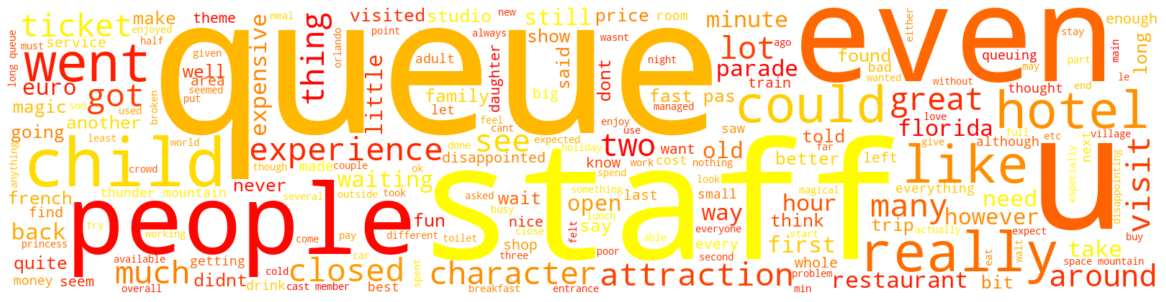 queue
even
staff
people
u
child
went
hotel
like
really
could
ticket
got
experience
thing
expensive
little
lot
great
visit
around
many
attraction
character
closed
much
see
two
still
minute
parade
florida
old
way
hour
first
however
restaurant
need
take
long
make
theme
visited
studio
show
price
room
found
enough
service
well
area
euro
magic
another
going
french
find
back
quite
money
seem
didnt
getting
shop
fun
never
waiting
made
disappointed
family
daughter
said
dont
fast
pas
train
told
better
left
thought
bad
queuing
although
everything
trip
think
bit
whole
open
wait
nice
say
last
small
every
know
want
cost
saw
big
adult
point
always
new
night
wasnt
ago
either
stay
main
part
may
le
end
without
wanted
love
must
half
meal
enjoyed
given
orlando
seemed
put
used
broken
son
long queue
anything
least
world
though
let
feel
cant
managed
enjoy
use
holiday
expected
done
ok
couple
thunder mountain
crowd
princess
try
working
several
outside
took
asked
something
spend
work
nothing
look
far
give
full
etc
village
especially
next
disappointing
actually
expect
walt
buy
eat
space mountain
magical
everyone
start
second
able
poor
felt
lunch
close
busy
three
toilet
different
pay
come
car
drink
best
spent
cold
cast member
available
overall
breakfast
entrance
min
problem